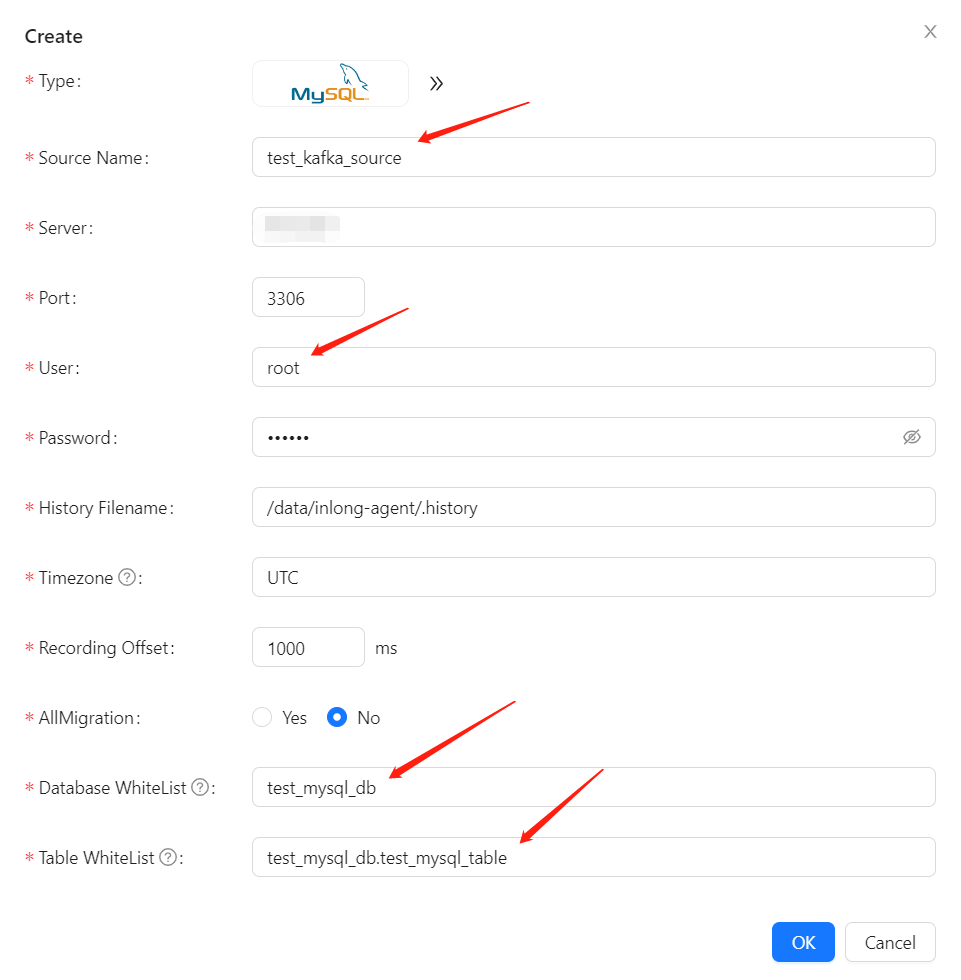 Create
* Type:
MySQL
* Source Name: test_kafka_source
* Server:
* Port: 3306
* User: root
* Password: ••••••
* History Filename: /data/inlong-agent/.history
* Timezone ?: UTC
* Recording Offset: 1000 ms
* AllMigration: Yes No
* Database WhiteList ?: test_mysql_db
* Table WhiteList ?: test_mysql_db.test_mysql_table
OK Cancel